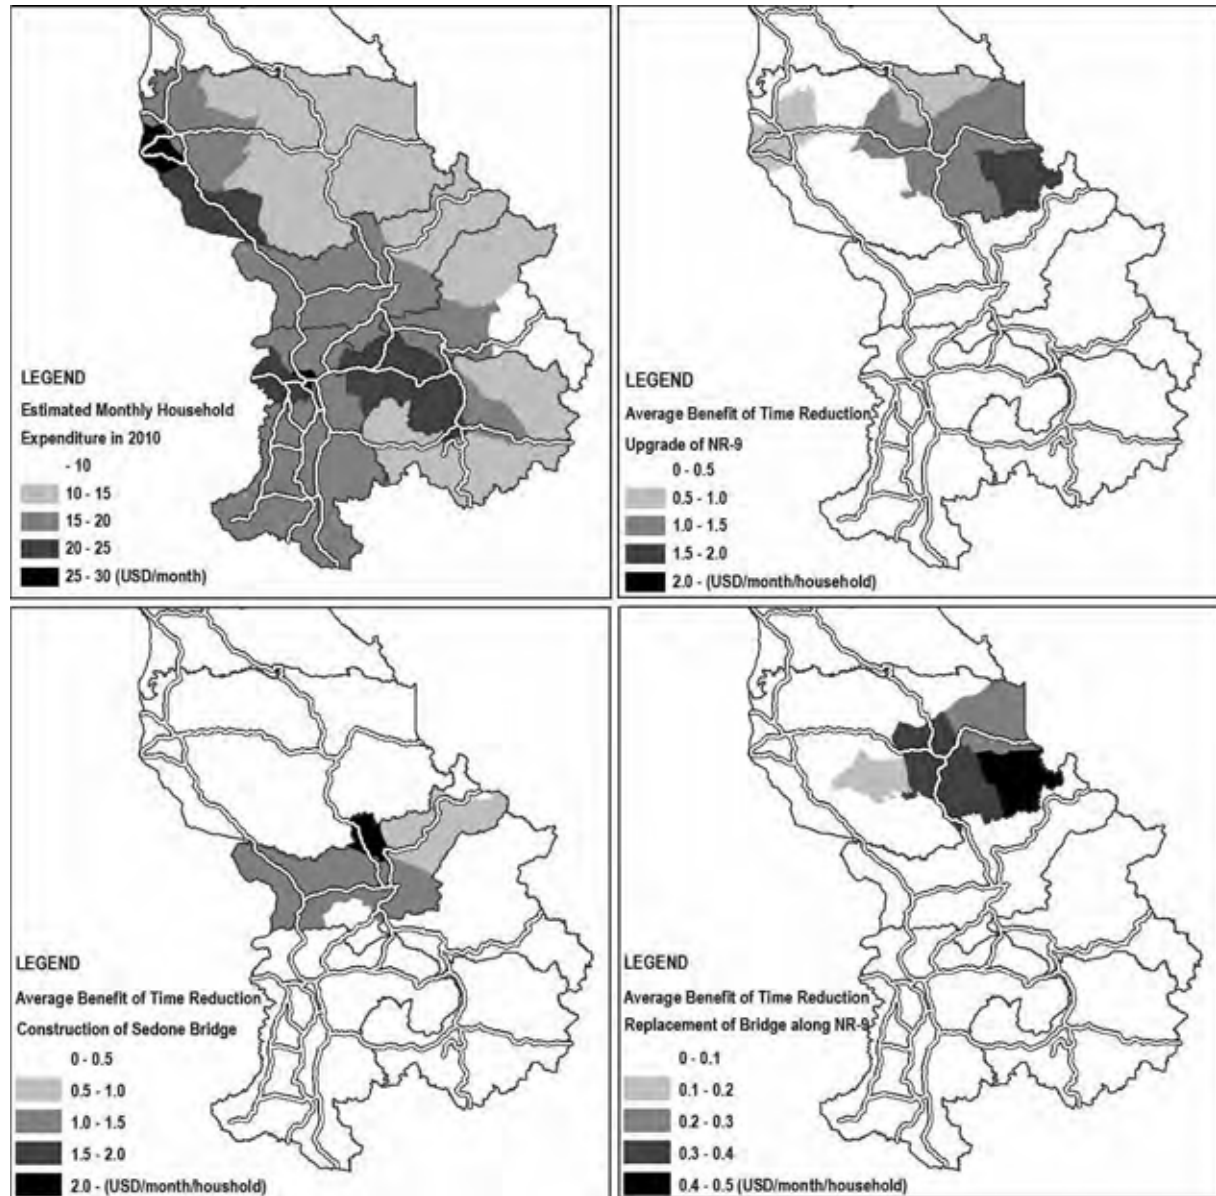 LEGEND
Estimated Monthly Household
Expenditure in 2010
- 10
10 - 15
15 - 20
20 - 25
25 - 30 (USD/month)
LEGEND
Average Benefit of Time Reduction
Upgrade of NR-9
0 - 0.5
0.5 - 1.0
1.0 - 1.5
1.5 - 2.0
2.0 - (USD/month/household)
LEGEND
Average Benefit of Time Reduction
Construction of Sedone Bridge
0 - 0.5
0.5 - 1.0
1.0 - 1.5
1.5 - 2.0
2.0 - (USD/month/houshold)
LEGEND
Average Benefit of Time Reduction
Replacement of Bridge along NR-9
0 - 0.1
0.1 - 0.2
0.2 - 0.3
0.3 - 0.4
0.4 - 0.5 (USD/month/household)